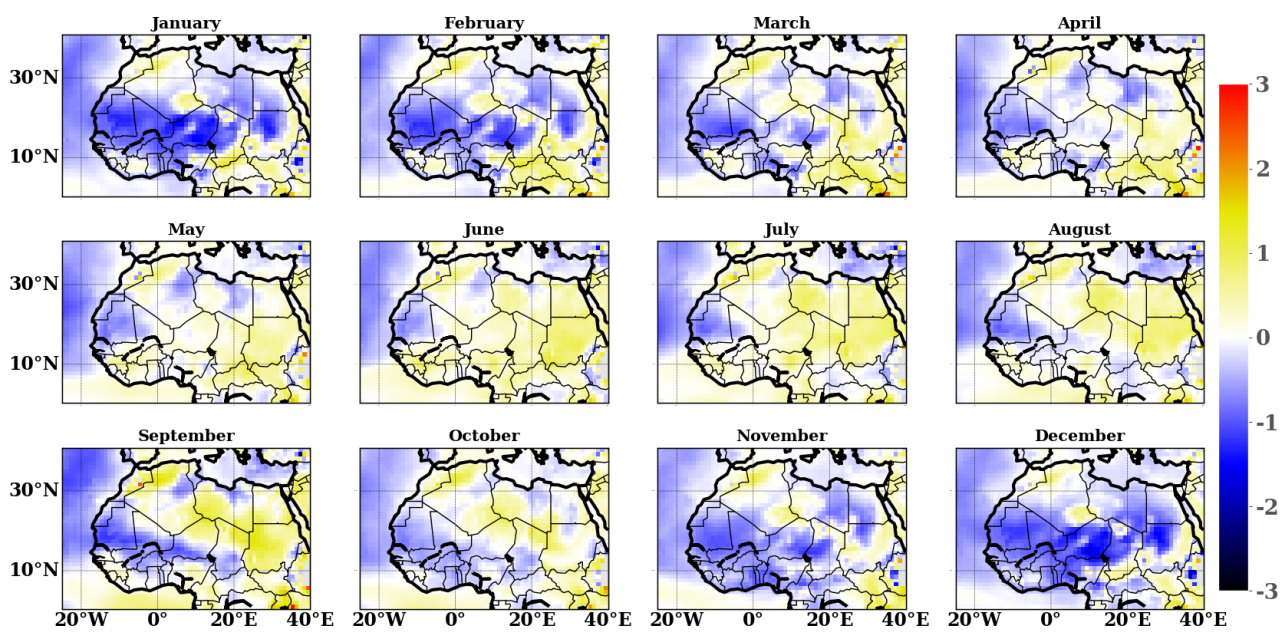 January February March April
30°N
10°N
3
2
1
0
-1
-2
-3
May June July August
30°N
10°N
September October November December
30°N
10°N
20°W 0° 20°E 40°E 20°W 0° 20°E 40°E 20°W 0° 20°E 40°E 20°W 0° 20°E 40°E